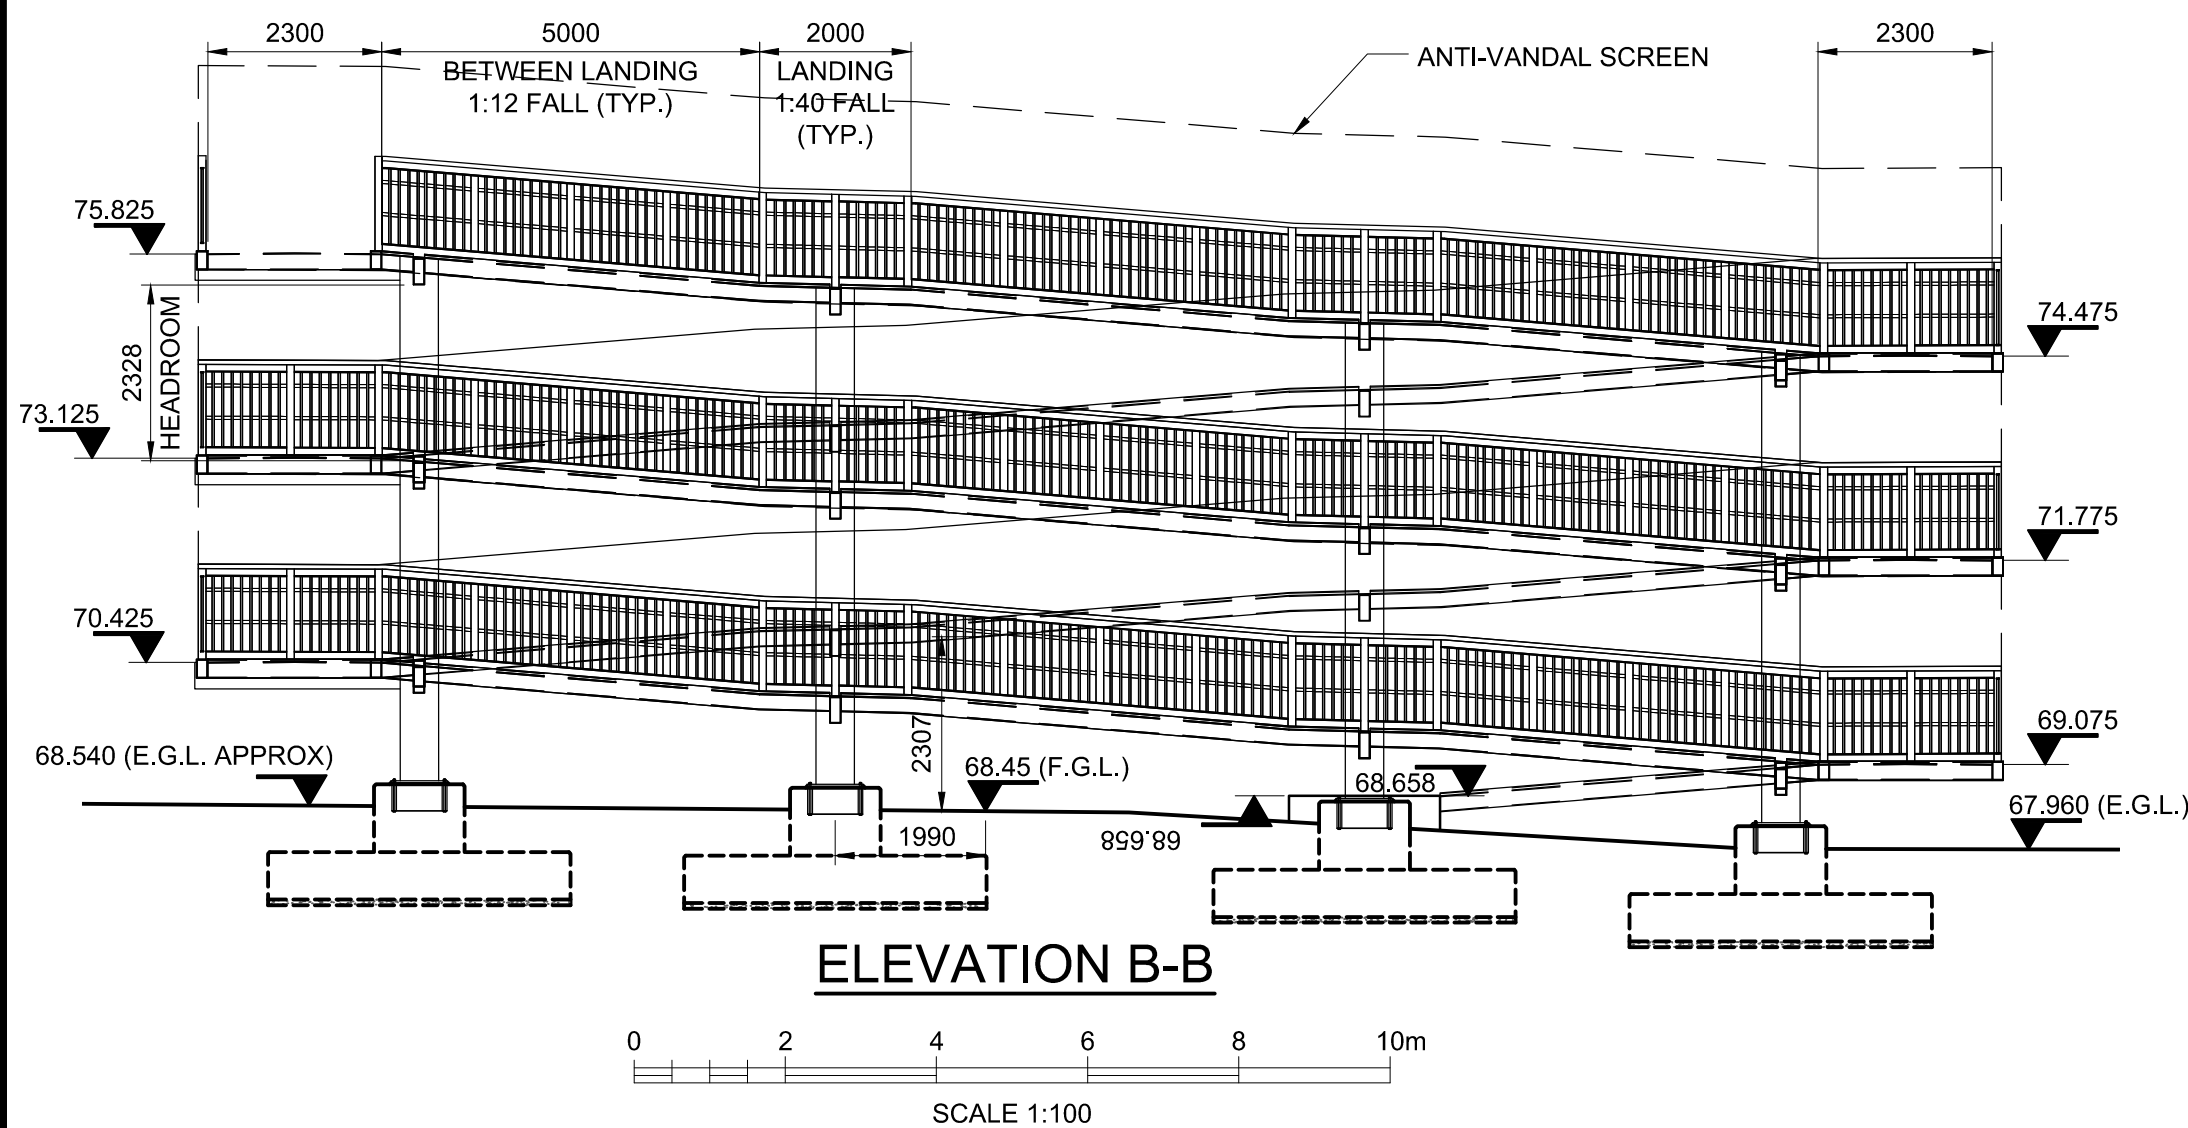 2300
5000
2000
2300
BETWEEN LANDING
1:12 FALL (TYP.)
LANDING
1:40 FALL
(TYP.)
ANTI-VANDAL SCREEN
75.825
74.475
2328
HEADROOM
73.125
71.775
70.425
69.075
2307
68.540 (E.G.L. APPROX)
68.45 (F.G.L.)
68.658
67.960 (E.G.L.)
68.658
1990
ELEVATION B-B
0 2 4 6 8 10m
SCALE 1:100